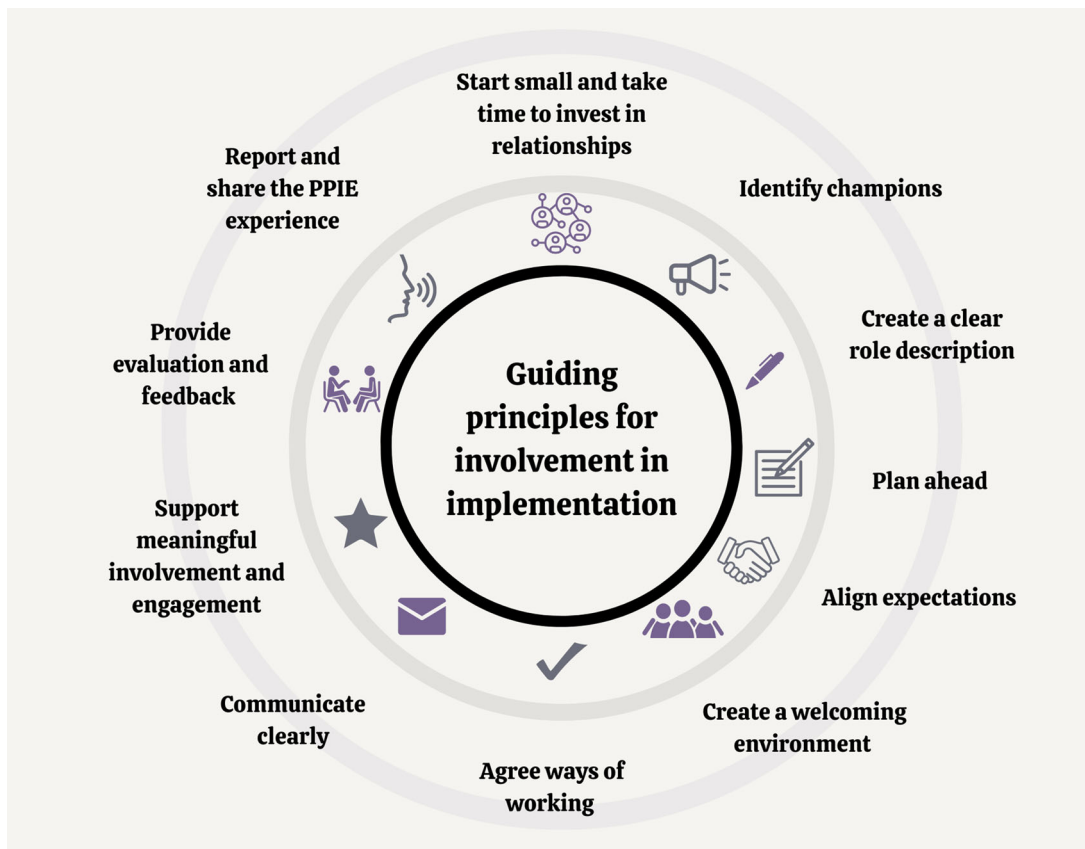 Start small and take
time to invest in
relationships
Identify champions
Create a clear
role description
Plan ahead
Align expectations
Create a welcoming
environment
Agree ways of
working
Communicate
clearly
Support
meaningful
involvement and
engagement
Provide
evaluation and
feedback
Report and
share the PPIE
experience
Guiding
principles for
involvement in
implementation